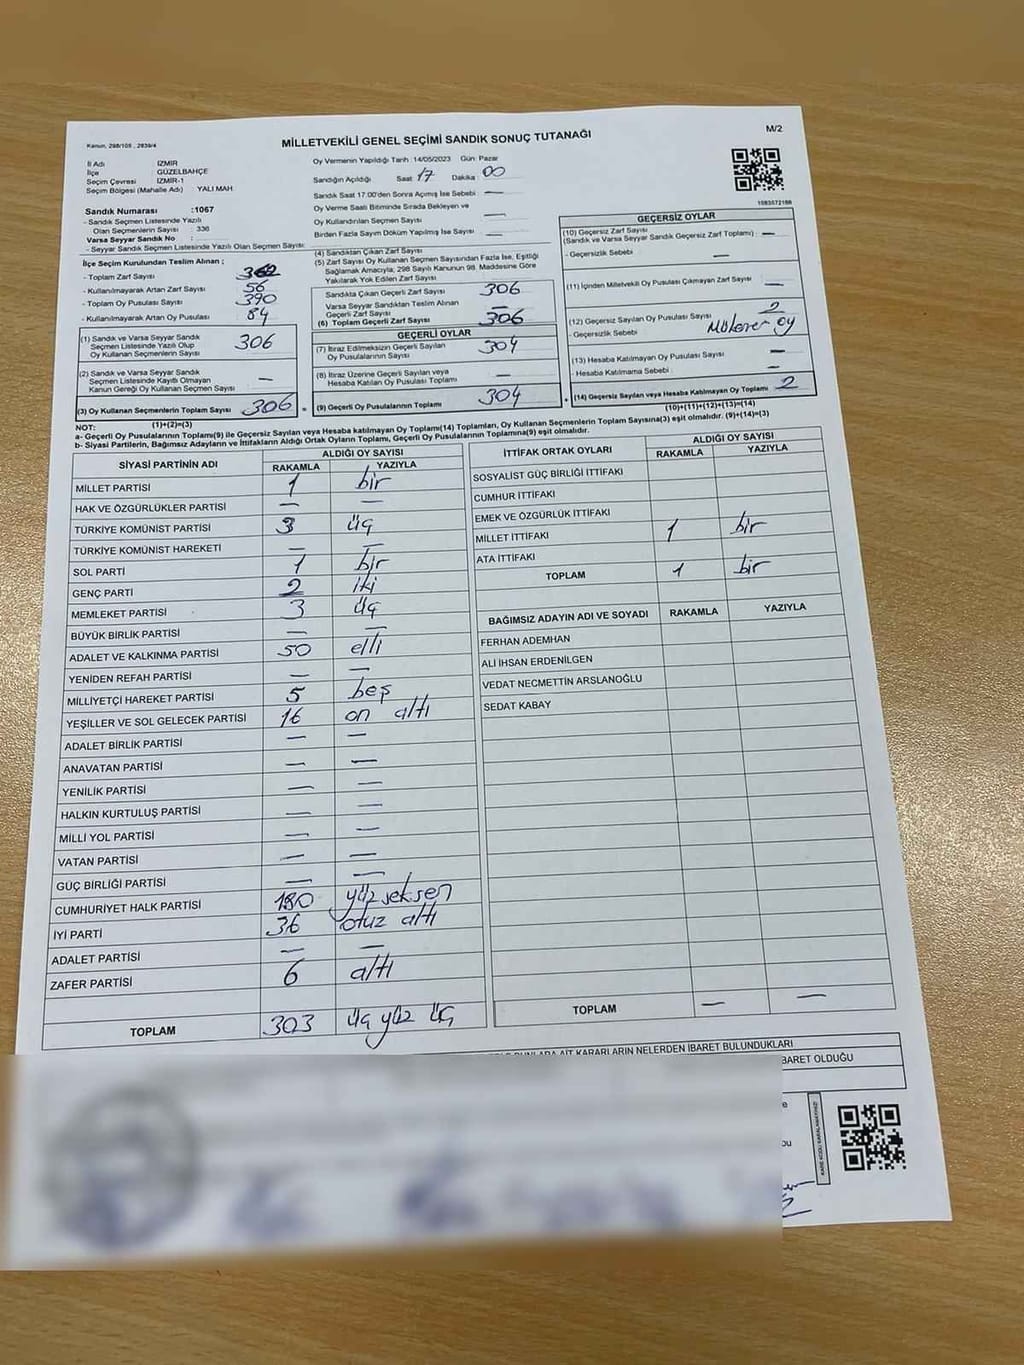 MİLLETVEKİLİ GENEL SEÇİMİ SANDIK SONUÇ TUTANAĞI
M/2
Kanun, 298/105 , 2839/4
İl Adı İZMİR
İlçe GÜZELBAHÇE
Seçim Çevresi İZMİR-1
Seçim Bölgesi (Mahalle Adı) YALI MAH
Sandık Numarası :1067
- Sandık Seçmen Listesinde Yazılı
Olan Seçmenlerin Sayısı : 336
Varsa Seyyar Sandık No :
- Seyyar Sandık Seçmen Listesinde Yazılı Olan Seçmen Sayısı:
Oy Vermenin Yapıldığı Tarih :14/05/2023 Gün: Pazar
Sandığın Açıldığı Saat 17 Dakika 00
Sandık Saat 17.00'den Sonra Açımış İse Sebebi —
Oy Verme Saati Bitiminde Sırada Bekleyen ve
Oy Kullandırılan Seçmen Sayısı —
Birden Fazla Sayım Döküm Yapılmış İse Sayısı —
1083572188
İlçe Seçim Kurulundan Teslim Alınan ;
- Toplam Zarf Sayısı 362
- Kullanılmayarak Artan Zarf Sayısı 56
- Toplam Oy Pusulası Sayısı 390
- Kullanılmayarak Artan Oy Pusulası 84
(1) Sandık ve Varsa Seyyar Sandık
Seçmen Listesinde Yazılı Olup
Oy Kullanan Seçmenlerin Sayısı 306
(2) Sandık ve Varsa Seyyar Sandık
Seçmen Listesinde Kayıtlı Olmayan
Kanun Gereği Oy Kullanan Seçmen Sayısı —
(3) Oy Kullanan Seçmenlerin Toplam Sayısı 306
(1)+(2)=(3)
(4) Sandıktan Çıkan Zarf Sayısı
(5) Zarf Sayısı Oy Kullanan Seçmen Sayısından Fazla İse, Eşitliği
Sağlamak Amacıyla; 298 Sayılı Kanunun 98. Maddesine Göre
Yakılarak Yok Edilen Zarf Sayısı
Sandıkta Çıkan Geçerli Zarf Sayısı 306
Varsa Seyyar Sandıktan Teslim Alınan
Geçerli Zarf Sayısı —
(6) Toplam Geçerli Zarf Sayısı 306
GEÇERLİ OYLAR
(7) İtiraz Edilmeksizin Geçerli Sayılan
Oy Pusulalarının Sayısı 304
(8) İtiraz Üzerine Geçerli Sayılan veya
Hesaba Katılan Oy Pusulası Toplamı —
(9) Geçerli Oy Pusulalarının Toplamı 304
GEÇERSİZ OYLAR
(10) Geçersiz Zarf Sayısı
(Sandık ve Varsa Seyyar Sandık Geçersiz Zarf Toplamı) —
- Geçersizlik Sebebi —
(11) İçinden Milletvekili Oy Pusulası Çıkmayan Zarf Sayısı —
(12) Geçersiz Sayılan Oy Pusulası Sayısı 2
- Geçersizlik Sebebi Mükerrer oy
(13) Hesaba Katılmayan Oy Pusulası Sayısı —
- Hesaba Katılmama Sebebi —
(14) Geçersiz Sayılan veya Hesaba Katılmayan Oy Toplamı 2
(10)+(11)+(12)+(13)=(14)
NOT:
a- Geçerli Oy Pusulalarının Toplamı(9) ile Geçersiz Sayılan veya Hesaba katılmayan Oy Toplam(14) Toplamları, Oy Kullanan Seçmenlerin Toplam Sayısına(3) eşit olmalıdır. (9)+(14)=(3)
b- Siyasi Partilerin, Bağımsız Adayların ve İttifakların Aldığı Ortak Oyların Toplamı, Geçerli Oy Pusulalarının Toplamına(9) eşit olmalıdır.
SİYASİ PARTİNİN ADI ALDIĞI OY SAYISI
RAKAMLA YAZIYLA
MİLLET PARTİSİ 1 bir
HAK VE ÖZGÜRLÜKLER PARTİSİ — —
TÜRKİYE KOMÜNİST PARTİSİ 3 üç
TÜRKİYE KOMÜNİST HAREKETİ — —
SOL PARTİ 1 bir
GENÇ PARTİ 2 iki
MEMLEKET PARTİSİ 3 üç
BÜYÜK BİRLİK PARTİSİ — —
ADALET VE KALKINMA PARTİSİ 50 elli
YENİDEN REFAH PARTİSİ — —
MİLLİYETÇİ HAREKET PARTİSİ 5 beş
YEŞİLLER VE SOL GELECEK PARTİSİ 16 on altı
ADALET BİRLİK PARTİSİ — —
ANAVATAN PARTİSİ — —
YENİLİK PARTİSİ — —
HALKIN KURTULUŞ PARTİSİ — —
MİLLİ YOL PARTİSİ — —
VATAN PARTİSİ — —
GÜÇ BİRLİĞİ PARTİSİ — —
CUMHURİYET HALK PARTİSİ 180 yüz seksen
İYİ PARTİ 36 otuz altı
ADALET PARTİSİ — —
ZAFER PARTİSİ 6 altı
TOPLAM 303 üç yüz üç
İTTİFAK ORTAK OYLARI ALDIĞI OY SAYISI
RAKAMLA YAZIYLA
SOSYALİST GÜÇ BİRLİĞİ İTTİFAKI
CUMHUR İTTİFAKI
EMEK VE ÖZGÜRLÜK İTTİFAKI
MİLLET İTTİFAKI 1 bir
ATA İTTİFAKI
TOPLAM 1 bir
BAĞIMSIZ ADAYIN ADI VE SOYADI RAKAMLA YAZIYLA
FERHAN ADEMHAN
ALİ İHSAN ERDENİLGEN
VEDAT NECMETTİN ARSLANOĞLU
SEDAT KABAY
TOPLAM — —
BUNLARA AİT KARARLARIN NELERDEN İBARET BULUNDUKLARI
BARET OLDUĞU